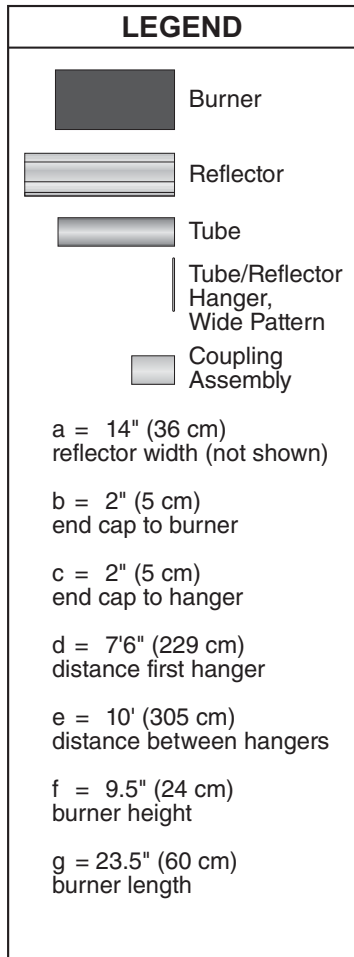 LEGEND
Burner
Reflector
Tube
Tube/Reflector
Hanger,
Wide Pattern
Coupling
Assembly
a = 14" (36 cm)
reflector width (not shown)
b = 2" (5 cm)
end cap to burner
c = 2" (5 cm)
end cap to hanger
d = 7'6" (229 cm)
distance first hanger
e = 10' (305 cm)
distance between hangers
f = 9.5" (24 cm)
burner height
g = 23.5" (60 cm)
burner length